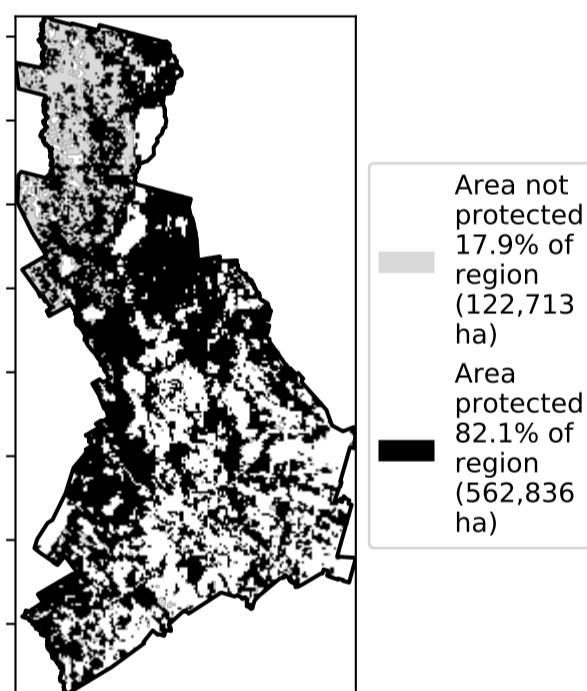 Area not
protected
17.9% of
region
(122,713
ha)
Area
protected
82.1% of
region
(562,836
ha)